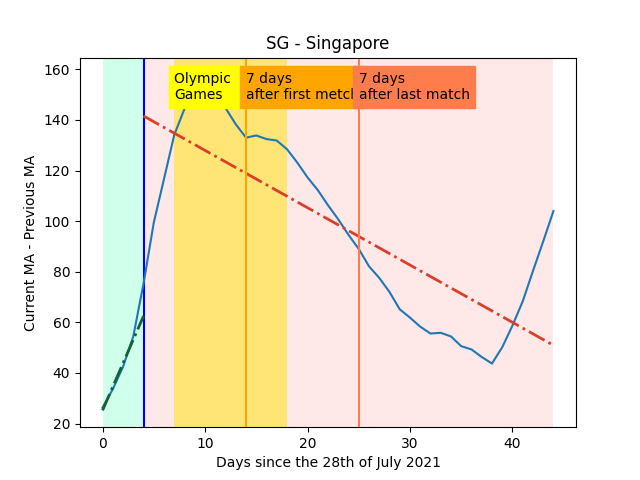 SG - Singapore
Olympic
Games
7 days
after first metch
7 days
after last match
160
140
120
100
80
60
40
20
Current MA - Previous MA
0
10
20
30
40
Days since the 28th of July 2021